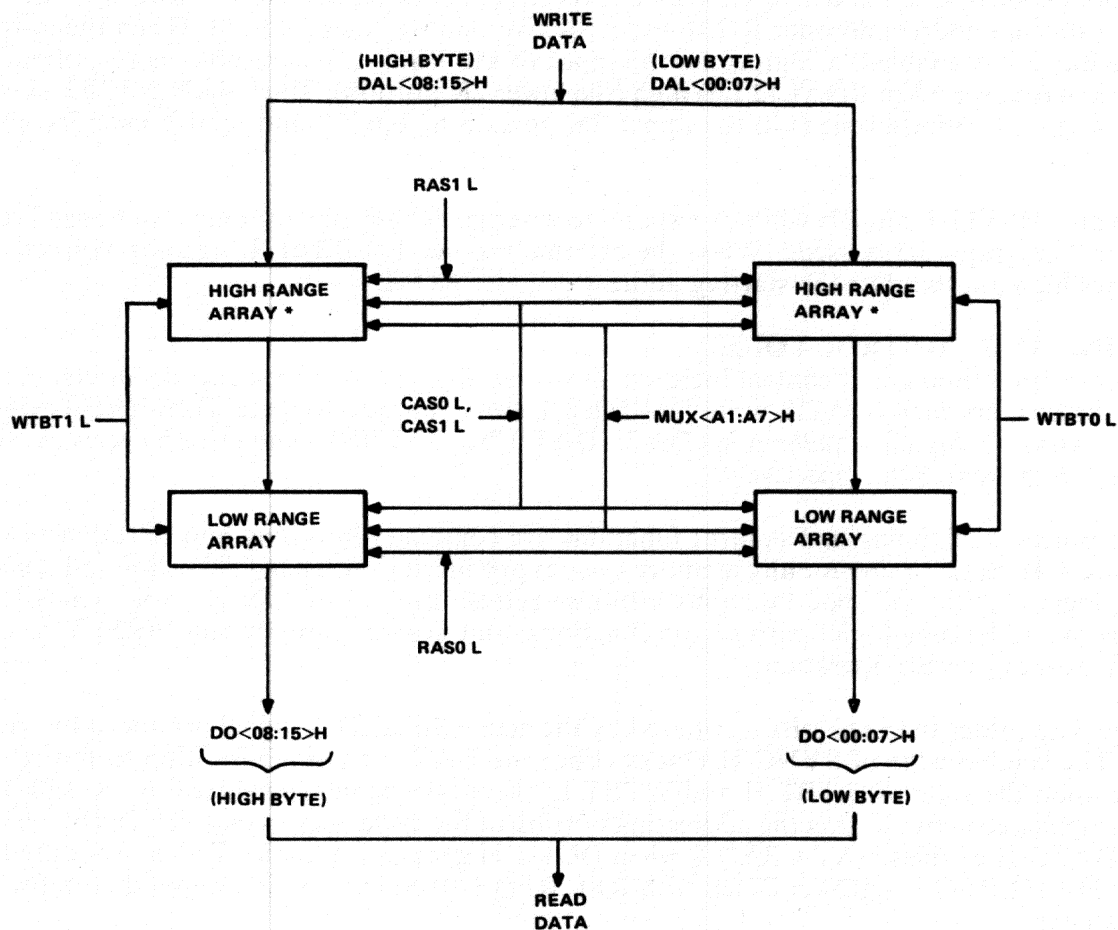 WRITE
DATA
(HIGH BYTE)
DAL<08:15>H
(LOW BYTE)
DAL<00:07>H
RAS1 L
HIGH RANGE
ARRAY *
HIGH RANGE
ARRAY *
WTBT1 L
CAS0 L,
CAS1 L
MUX<A1:A7>H
WTBT0 L
LOW RANGE
ARRAY
LOW RANGE
ARRAY
RAS0 L
DO<08:15>H
DO<00:07>H
(HIGH BYTE)
(LOW BYTE)
READ
DATA